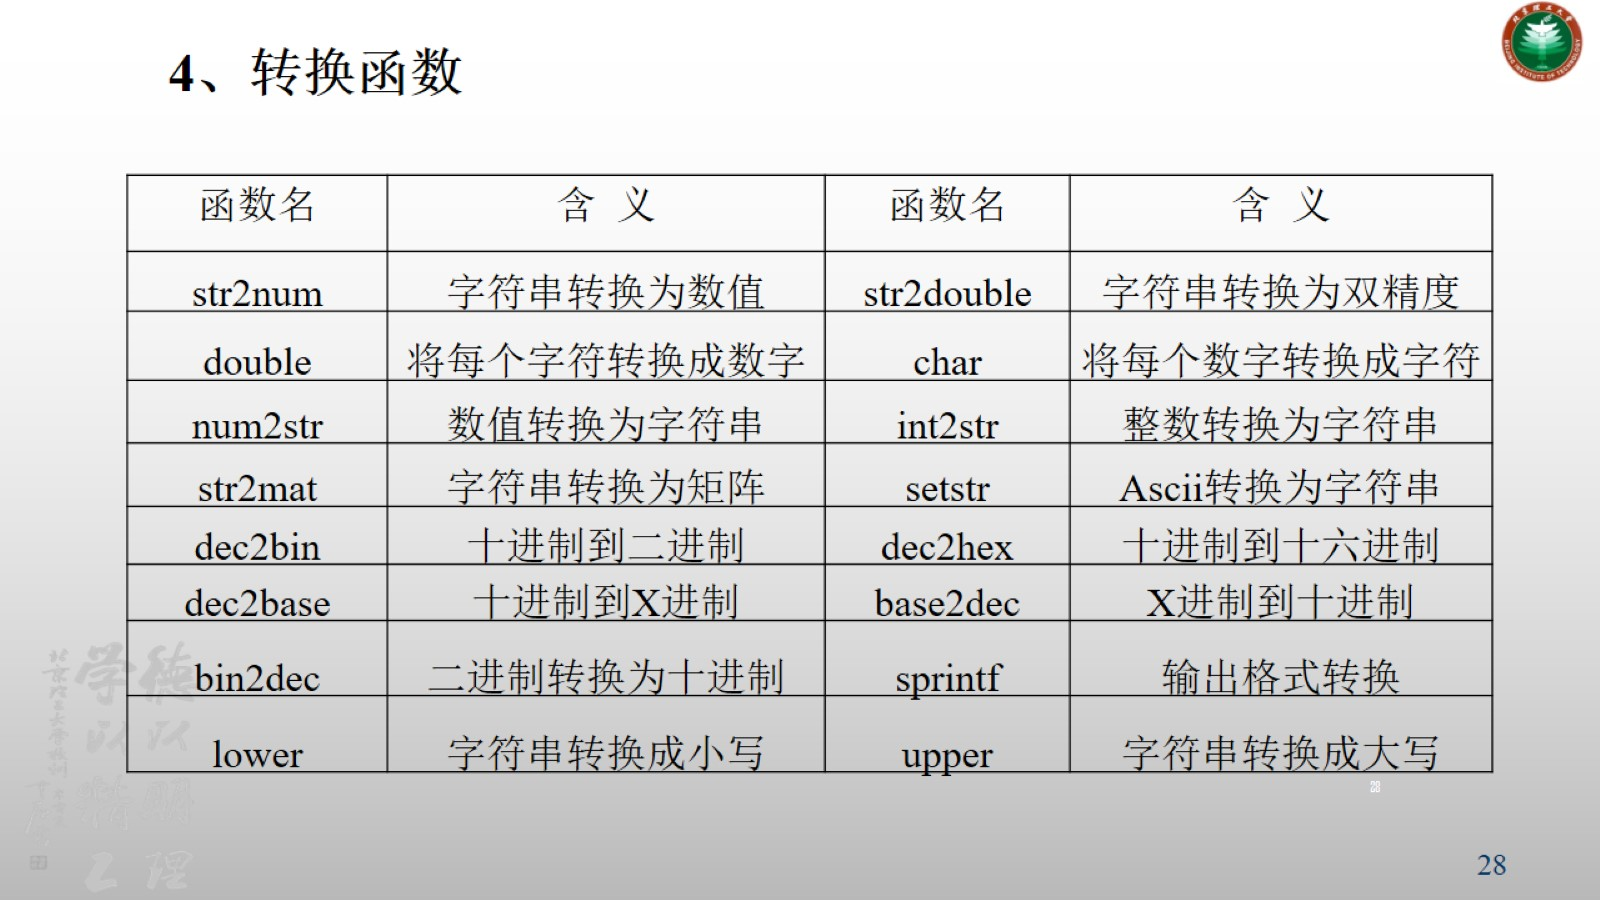 4、转换函数
函数名 含 义 函数名 含 义
str2num 字符串转换为数值 str2double 字符串转换为双精度
double 将每个字符转换成数字 char 将每个数字转换成字符
num2str 数值转换为字符串 int2str 整数转换为字符串
str2mat 字符串转换为矩阵 setstr Ascii转换为字符串
dec2bin 十进制到二进制 dec2hex 十进制到十六进制
dec2base 十进制到X进制 base2dec X进制到十进制
bin2dec 二进制转换为十进制 sprintf 输出格式转换
lower 字符串转换成小写 upper 字符串转换成大写
28
28